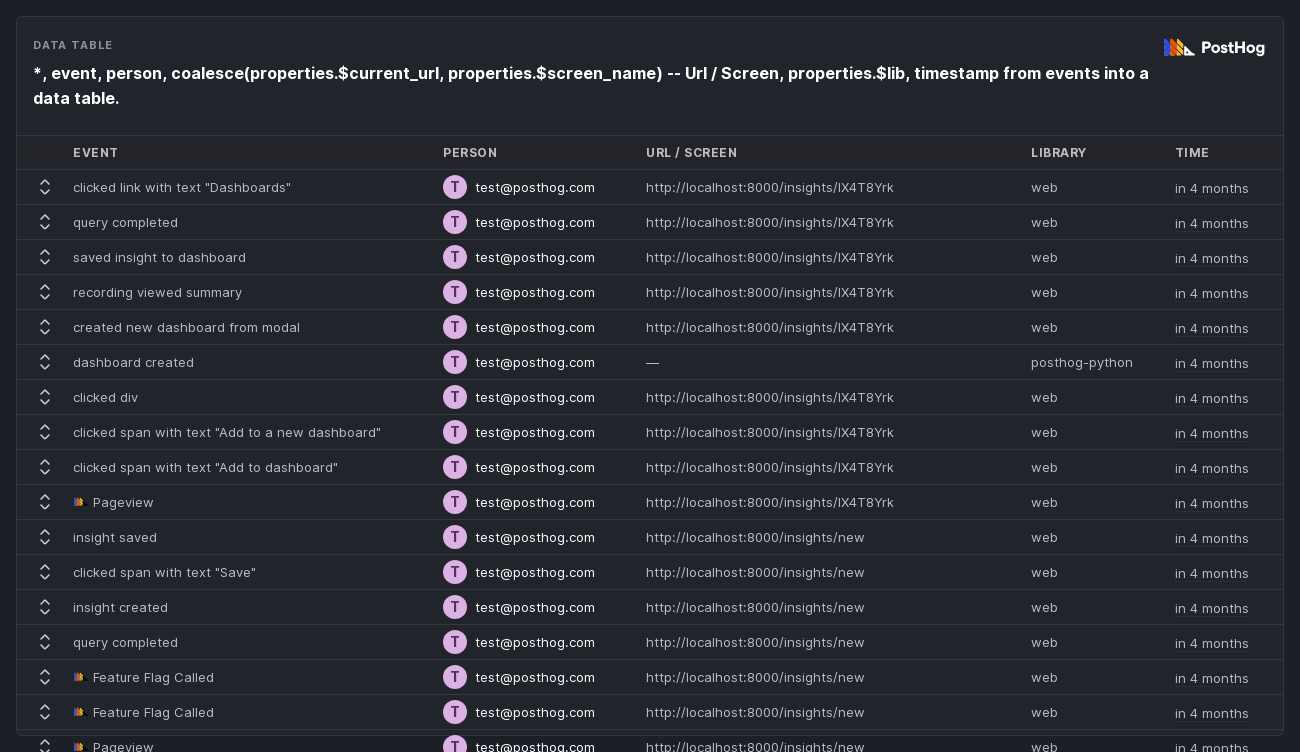 DATA TABLE
PostHog
*, event, person, coalesce(properties.$current_url, properties.$screen_name) -- Url / Screen, properties.$lib, timestamp from events into a
data table.
EVENT PERSON URL / SCREEN LIBRARY TIME
clicked link with text "Dashboards" T test@posthog.com http://localhost:8000/insights/lX4T8Yrk web in 4 months
query completed T test@posthog.com http://localhost:8000/insights/lX4T8Yrk web in 4 months
saved insight to dashboard T test@posthog.com http://localhost:8000/insights/lX4T8Yrk web in 4 months
recording viewed summary T test@posthog.com http://localhost:8000/insights/lX4T8Yrk web in 4 months
created new dashboard from modal T test@posthog.com http://localhost:8000/insights/lX4T8Yrk web in 4 months
dashboard created T test@posthog.com — posthog-python in 4 months
clicked div T test@posthog.com http://localhost:8000/insights/lX4T8Yrk web in 4 months
clicked span with text "Add to a new dashboard" T test@posthog.com http://localhost:8000/insights/lX4T8Yrk web in 4 months
clicked span with text "Add to dashboard" T test@posthog.com http://localhost:8000/insights/lX4T8Yrk web in 4 months
Pageview T test@posthog.com http://localhost:8000/insights/lX4T8Yrk web in 4 months
insight saved T test@posthog.com http://localhost:8000/insights/new web in 4 months
clicked span with text "Save" T test@posthog.com http://localhost:8000/insights/new web in 4 months
insight created T test@posthog.com http://localhost:8000/insights/new web in 4 months
query completed T test@posthog.com http://localhost:8000/insights/new web in 4 months
Feature Flag Called T test@posthog.com http://localhost:8000/insights/new web in 4 months
Feature Flag Called T test@posthog.com http://localhost:8000/insights/new web in 4 months
Pageview T test@posthog.com http://localhost:8000/insights/new web in 4 months